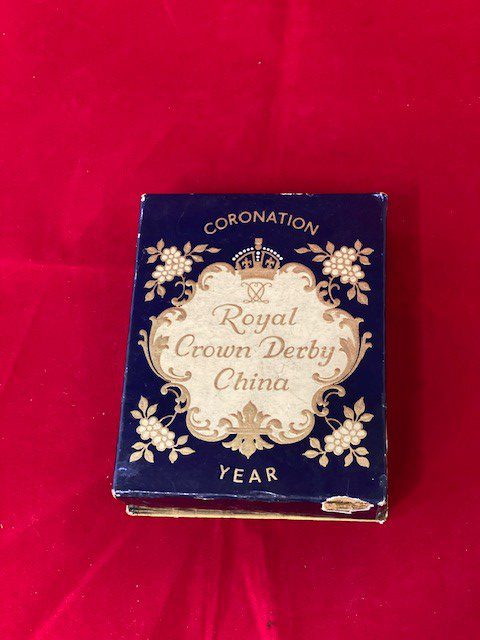 CORONATION
Royal
Crown Derby
China
YEAR